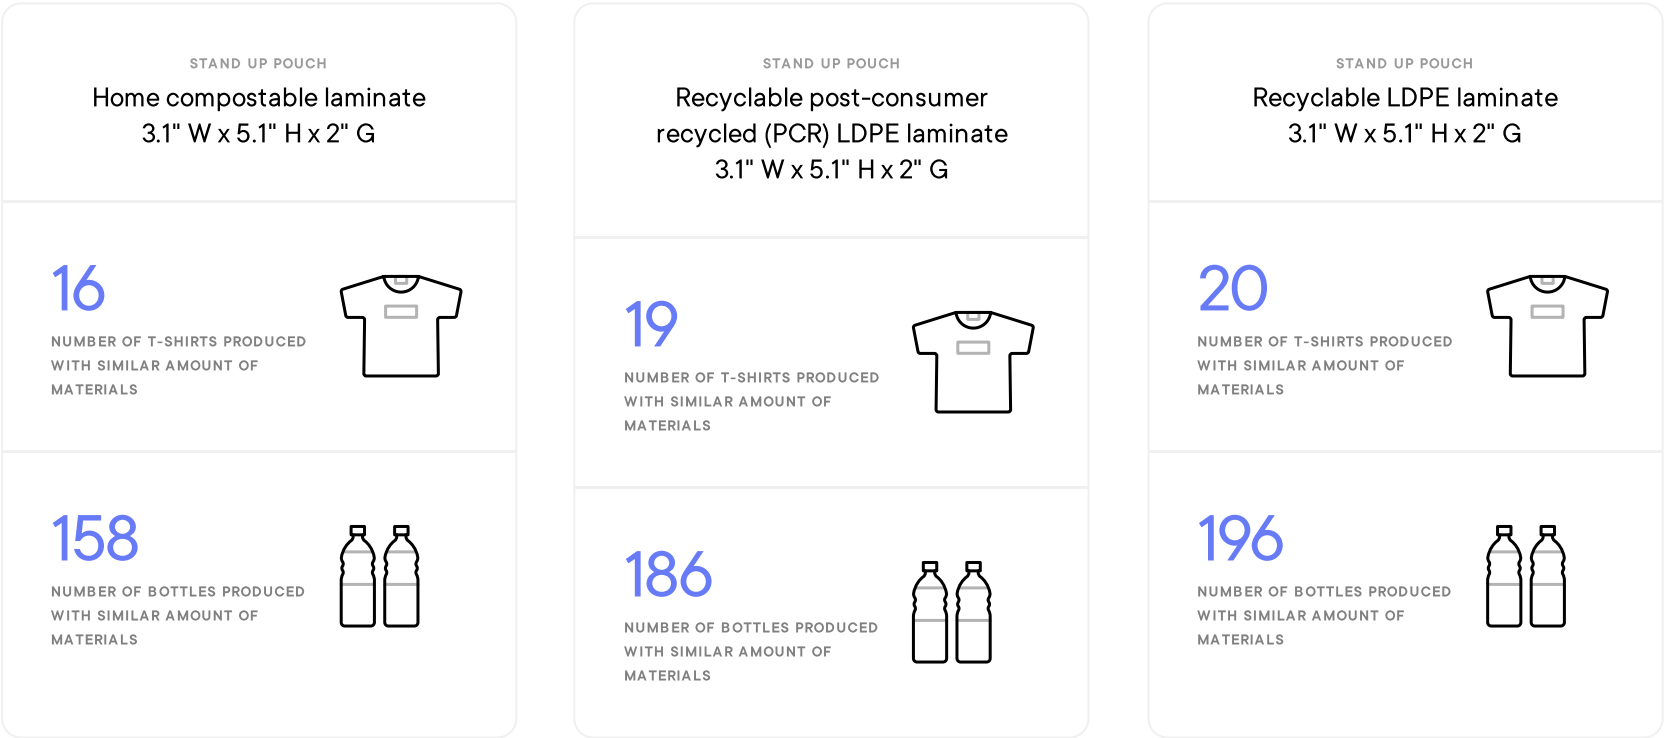 STAND UP POUCH
Home compostable laminate
3.1" W x 5.1" H x 2" G
16
NUMBER OF T-SHIRTS PRODUCED
WITH SIMILAR AMOUNT OF
MATERIALS
158
NUMBER OF BOTTLES PRODUCED
WITH SIMILAR AMOUNT OF
MATERIALS
STAND UP POUCH
Recyclable post-consumer
recycled (PCR) LDPE laminate
3.1" W x 5.1" H x 2" G
19
NUMBER OF T-SHIRTS PRODUCED
WITH SIMILAR AMOUNT OF
MATERIALS
186
NUMBER OF BOTTLES PRODUCED
WITH SIMILAR AMOUNT OF
MATERIALS
STAND UP POUCH
Recyclable LDPE laminate
3.1" W x 5.1" H x 2" G
20
NUMBER OF T-SHIRTS PRODUCED
WITH SIMILAR AMOUNT OF
MATERIALS
196
NUMBER OF BOTTLES PRODUCED
WITH SIMILAR AMOUNT OF
MATERIALS